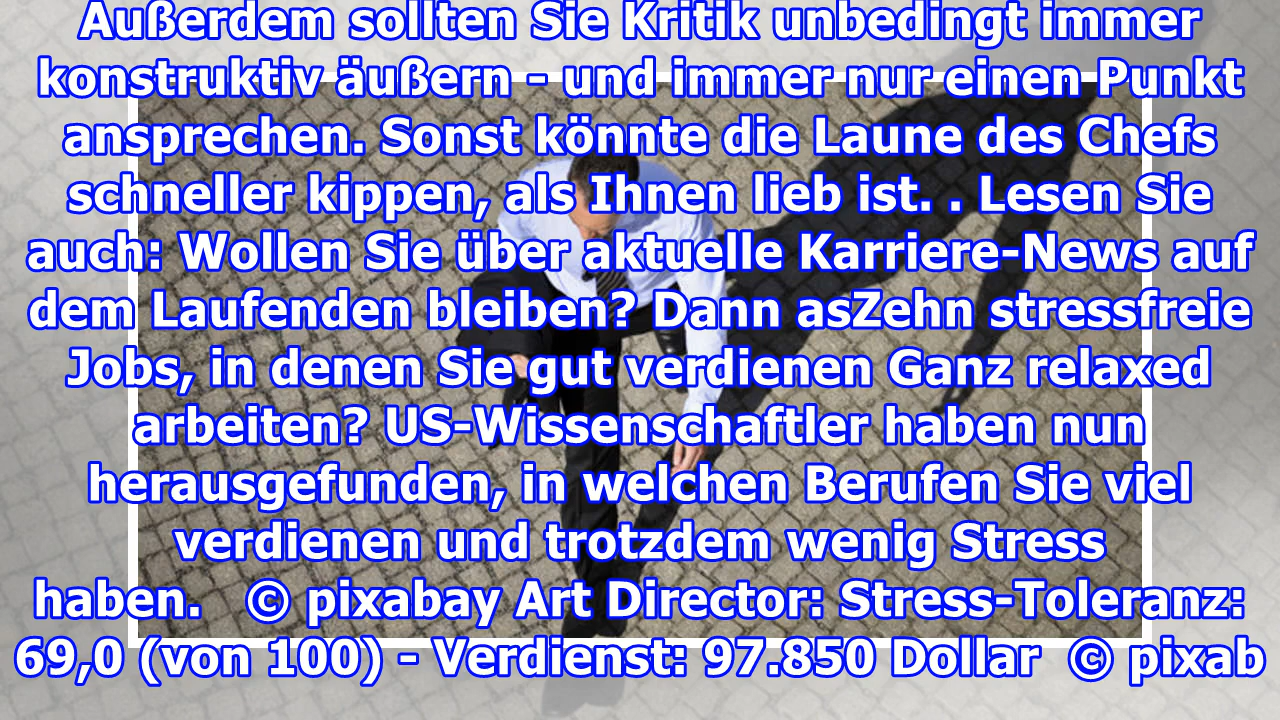 Außerdem sollten Sie Kritik unbedingt immer
konstruktiv äußern - und immer nur einen Punkt
ansprechen. Sonst könnte die Laune des Chefs
schneller kippen, als Ihnen lieb ist. . Lesen Sie
auch: Wollen Sie über aktuelle Karriere-News auf
dem Laufenden bleiben? Dann asZehn stressfreie
Jobs, in denen Sie gut verdienen Ganz relaxed
arbeiten? US-Wissenschaftler haben nun
herausgefunden, in welchen Berufen Sie viel
verdienen und trotzdem wenig Stress
haben.   © pixabay Art Director: Stress-Toleranz:
69,0 (von 100) - Verdienst: 97.850 Dollar  © pixab